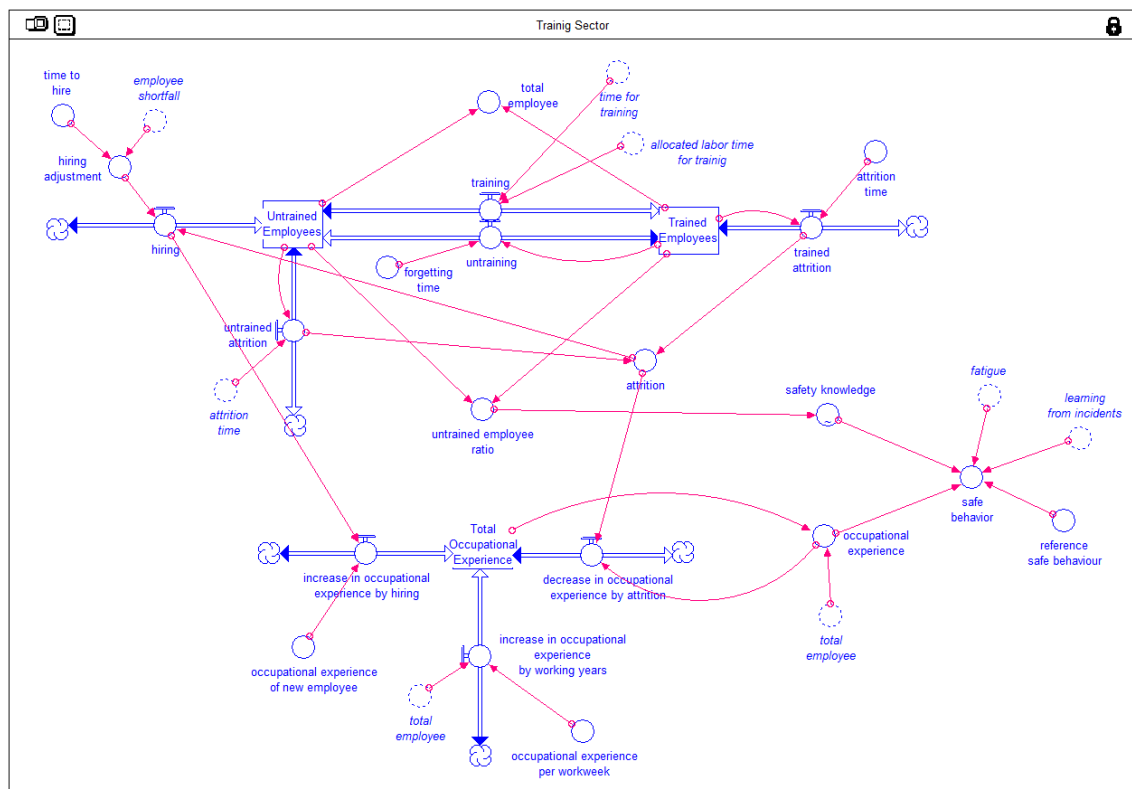 Trainig Sector
time to
hire
employee
shortfall
total
employee
time for
training
allocated labor time
for trainig
attrition
time
hiring
adjustment
training
Untrained
Employees
Trained
Employees
hiring
untraining
trained
attrition
forgetting
time
untrained
attrition
attrition
attrition
time
untrained employee
ratio
safety knowledge
fatigue
learning
from incidents
safe
behavior
reference
safe behaviour
Total
Occupational
Experience
occupational
experience
increase in occupational
experience by hiring
decrease in occupational
experience by attrition
occupational experience
of new employee
increase in occupational
experience
by working years
total
employee
total
employee
occupational experience
per workweek